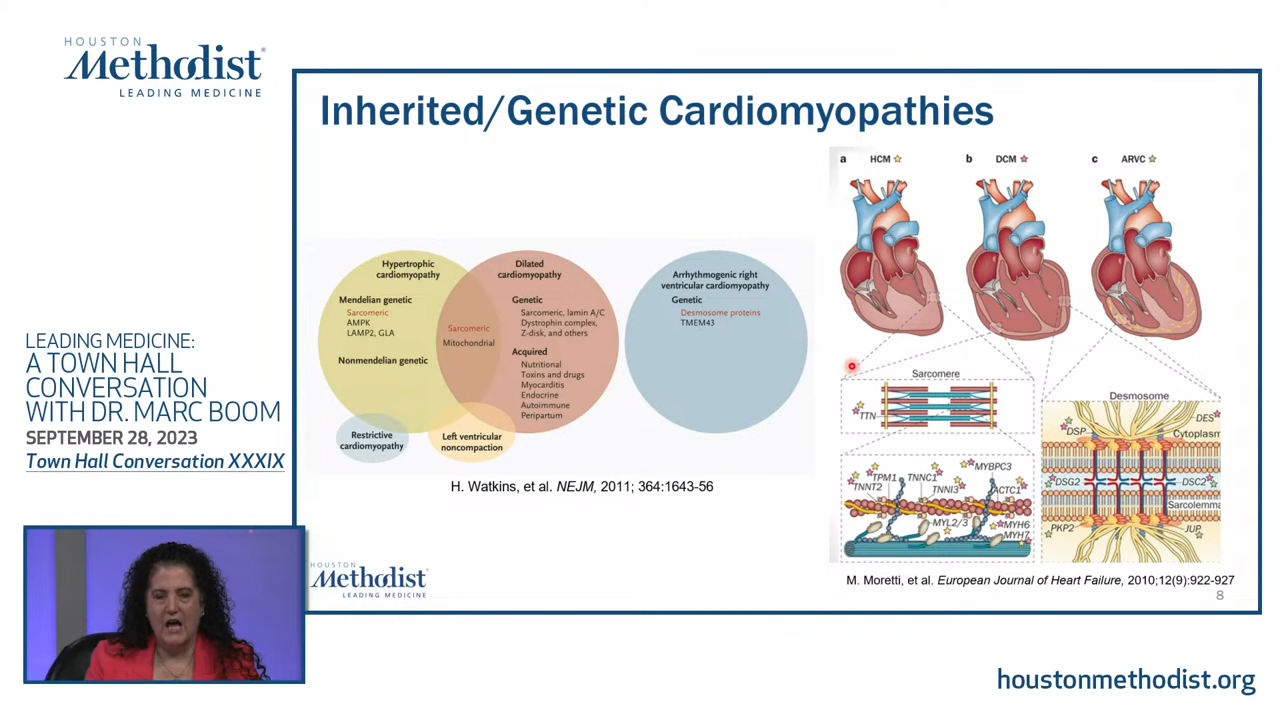 HOUSTON
Methodist
LEADING MEDICINE
LEADING MEDICINE:
A TOWN HALL
CONVERSATION
WITH DR. MARC BOOM
SEPTEMBER 28, 2023
Town Hall Conversation XXXIX
Inherited/Genetic Cardiomyopathies
Hypertrophic
cardiomyopathy
Mendelian genetic
Sarcomeric
AMPK
LAMP2, GLA
Nonmendelian genetic
Sarcomeric
Mitochondrial
Dilated
cardiomyopathy
Genetic
Sarcomeric, lamin A/C
Dystrophin complex,
Z-disk, and others
Acquired
Nutritional
Toxins and drugs
Myocarditis
Endocrine
Autoimmune
Peripartum
Restrictive
cardiomyopathy
Left ventricular
noncompaction
Arrhythmogenic right
ventricular cardiomyopathy
Genetic
Desmosome proteins
TMEM43
H. Watkins, et al. NEJM, 2011; 364:1643-56
a HCM
b DCM
c ARVC
Sarcomere
TTN
TPM1
TNNC1
MYBPC3
TNNT2
TNNI3
ACTC1
MYL2/3
MYH6
MYH7
Desmosome
DES
DSP
Cytoplasm
DSG2
DSC2
Sarcolemma
PKP2
JUP
M. Moretti, et al. European Journal of Heart Failure, 2010;12(9):922-927
8
HOUSTON
Methodist
LEADING MEDICINE
houstonmethodist.org